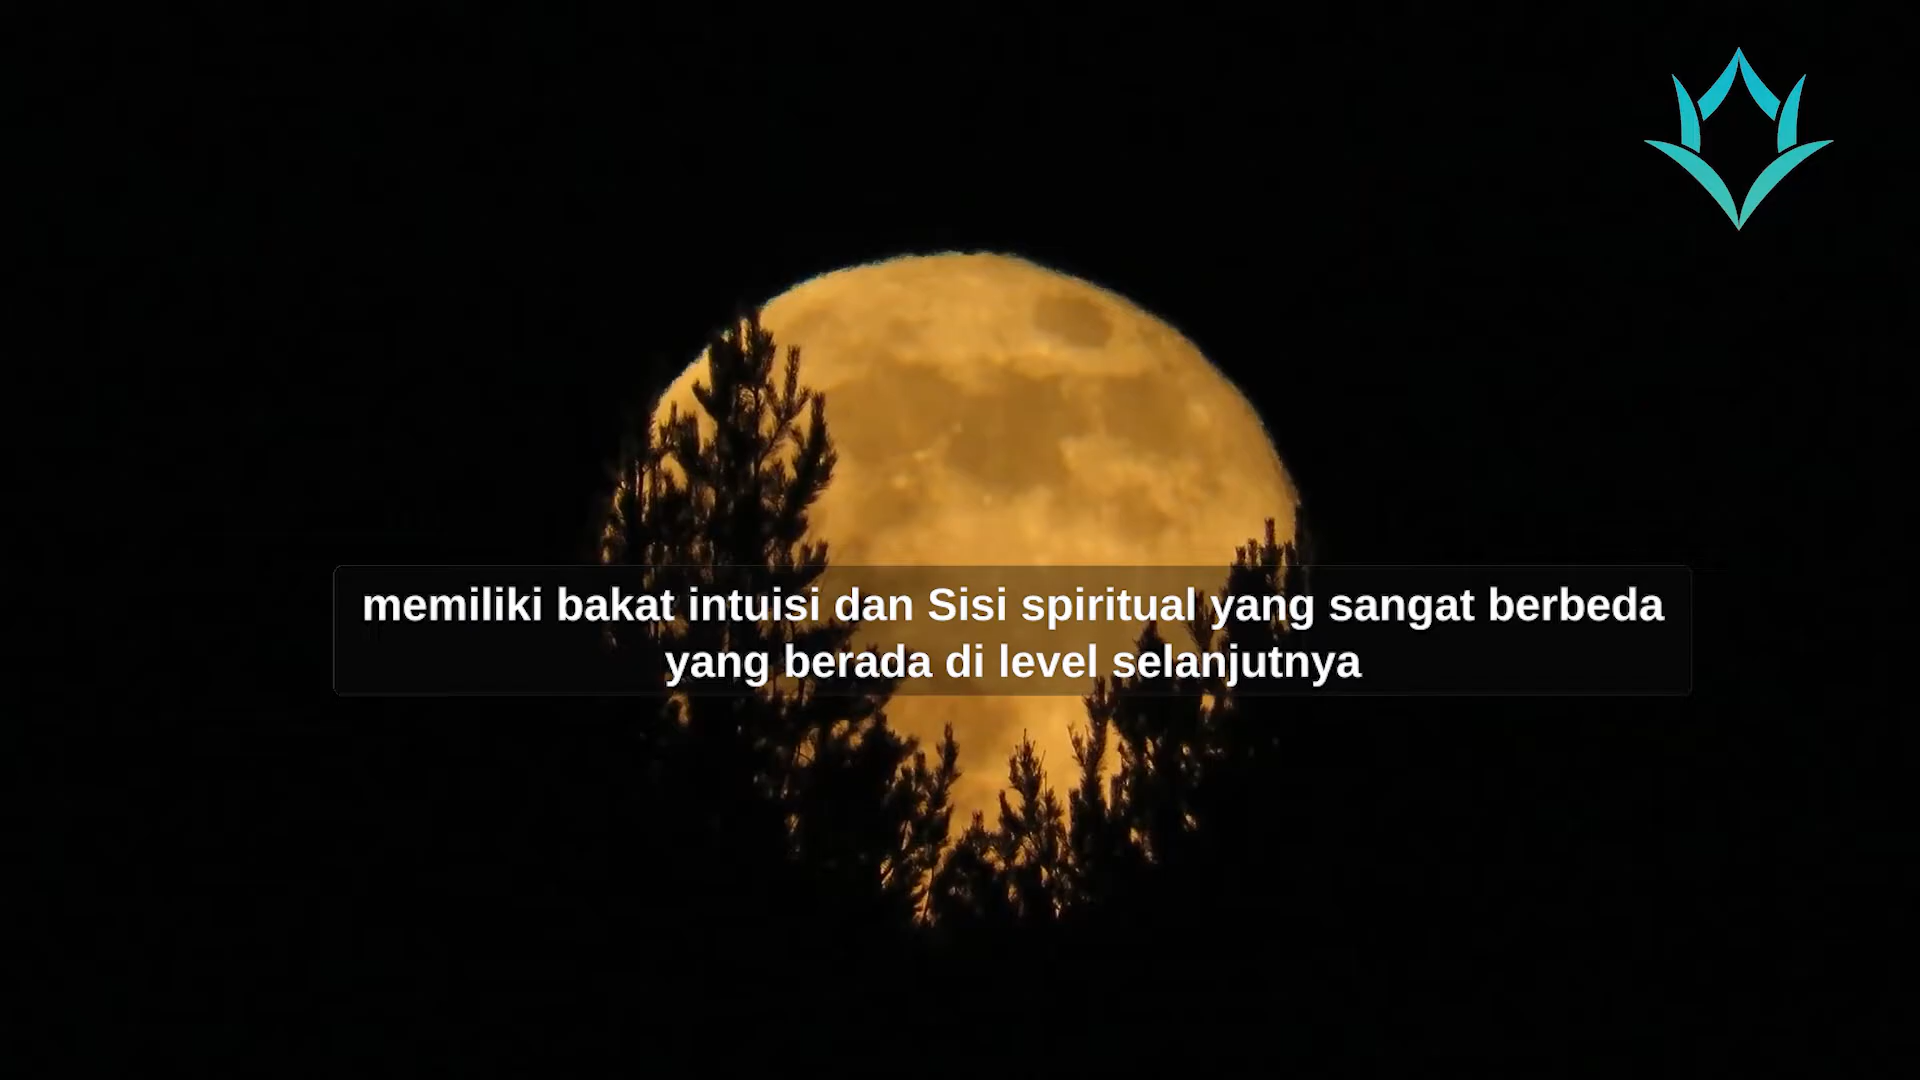 memiliki bakat intuisi dan Sisi spiritual yang sangat berbeda
yang berada di level selanjutnya